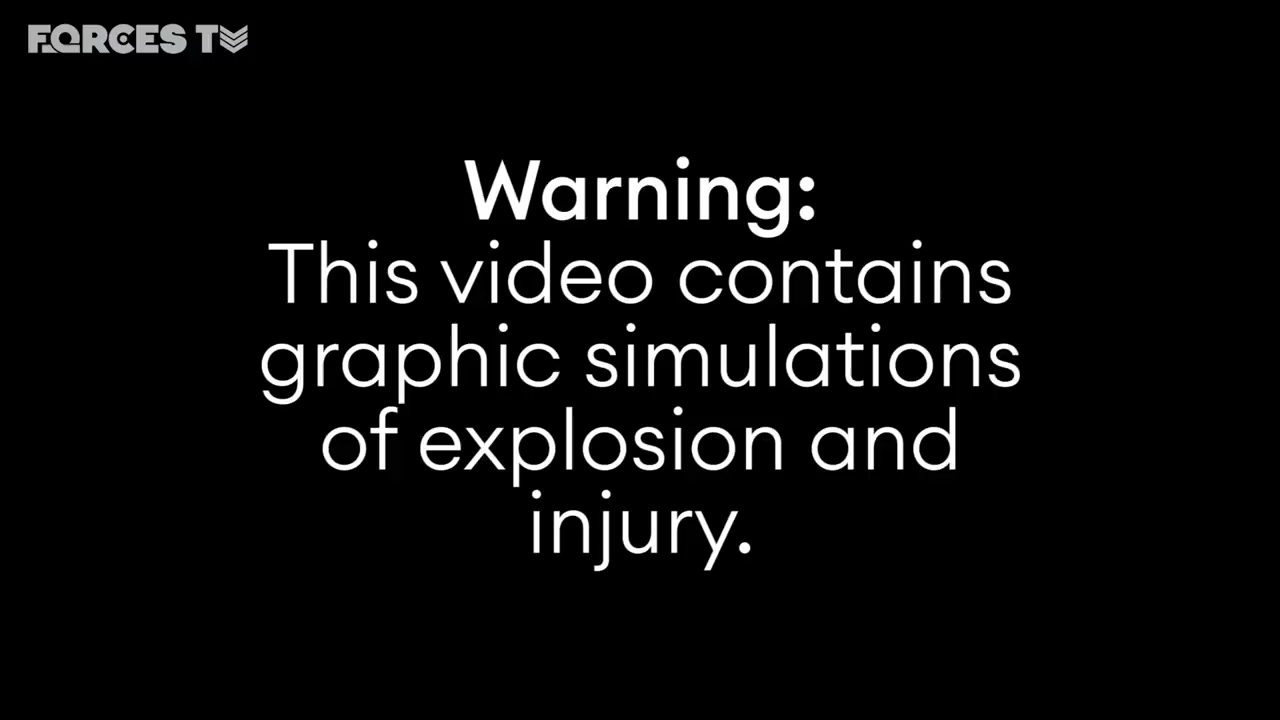 FORCES TV
Warning:
This video contains
graphic simulations
of explosion and
injury.